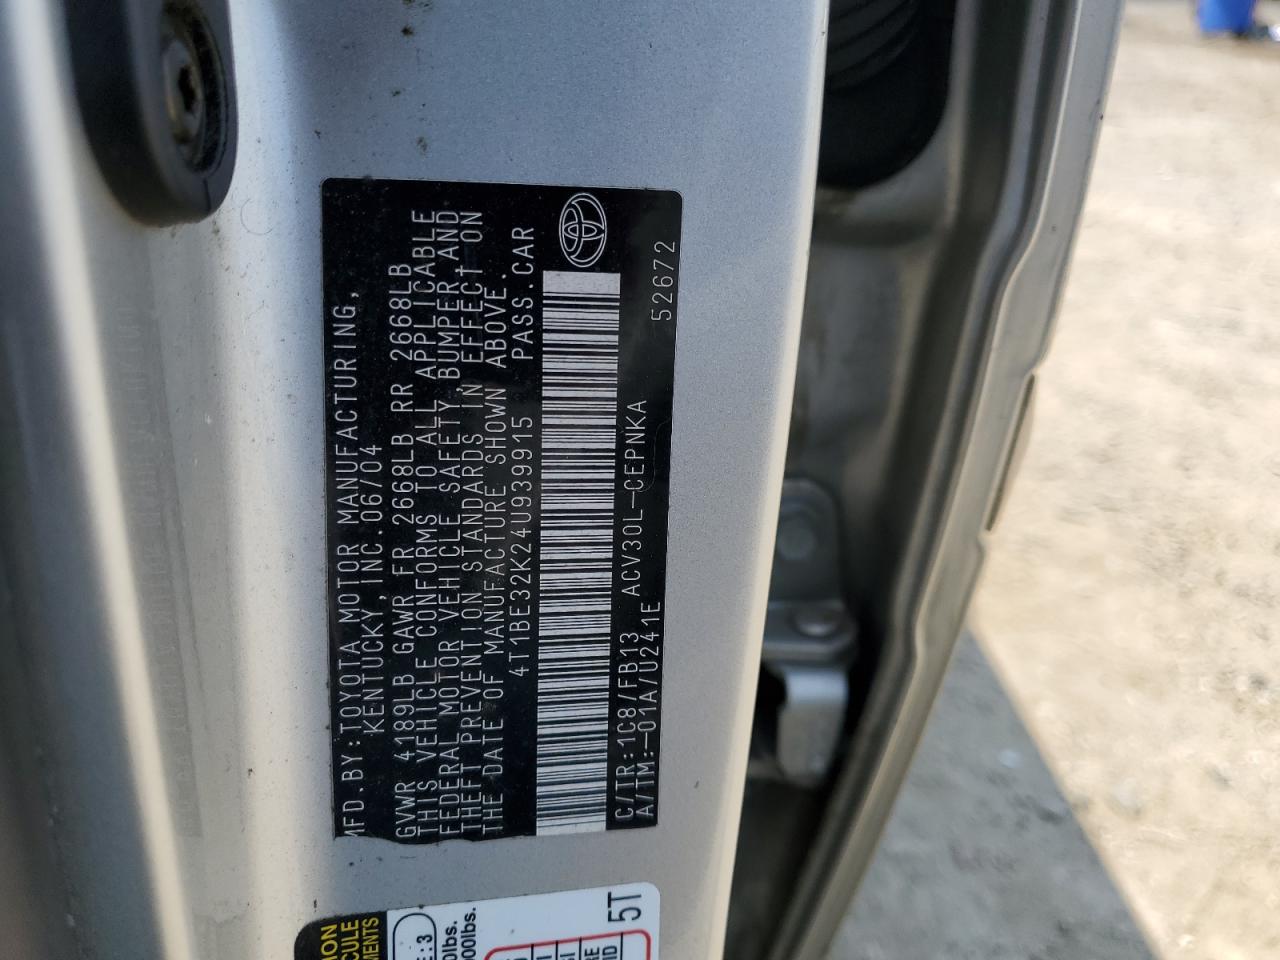 MFD.BY:TOYOTA MOTOR MANUFACTURING,
KENTUCKY,INC.06/04
GVWR 4189LB GAWR FR 2668LB RR 2668LB
THIS VEHICLE CONFORMS TO ALL APPLICABLE
FEDERAL MOTOR VEHICLE SAFETY,BUMPER,AND
THEFT PREVENTION STANDARDS IN EFFECT ON
THE DATE OF MANUFACTURE SHOWN ABOVE.
4T1BE32K24U939915 PASS.CAR
C/TR:1C8/FB13 ACV30L-CEPNKA 52672
A/TM:-01A/U241E
5T